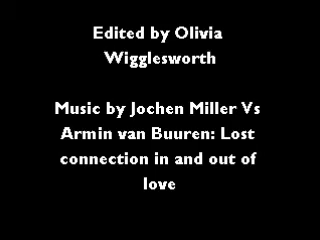 Edited by Olivia
Wigglesworth
Music by Jochen Miller Vs
Armin van Buuren: Lost
connection in and out of
love